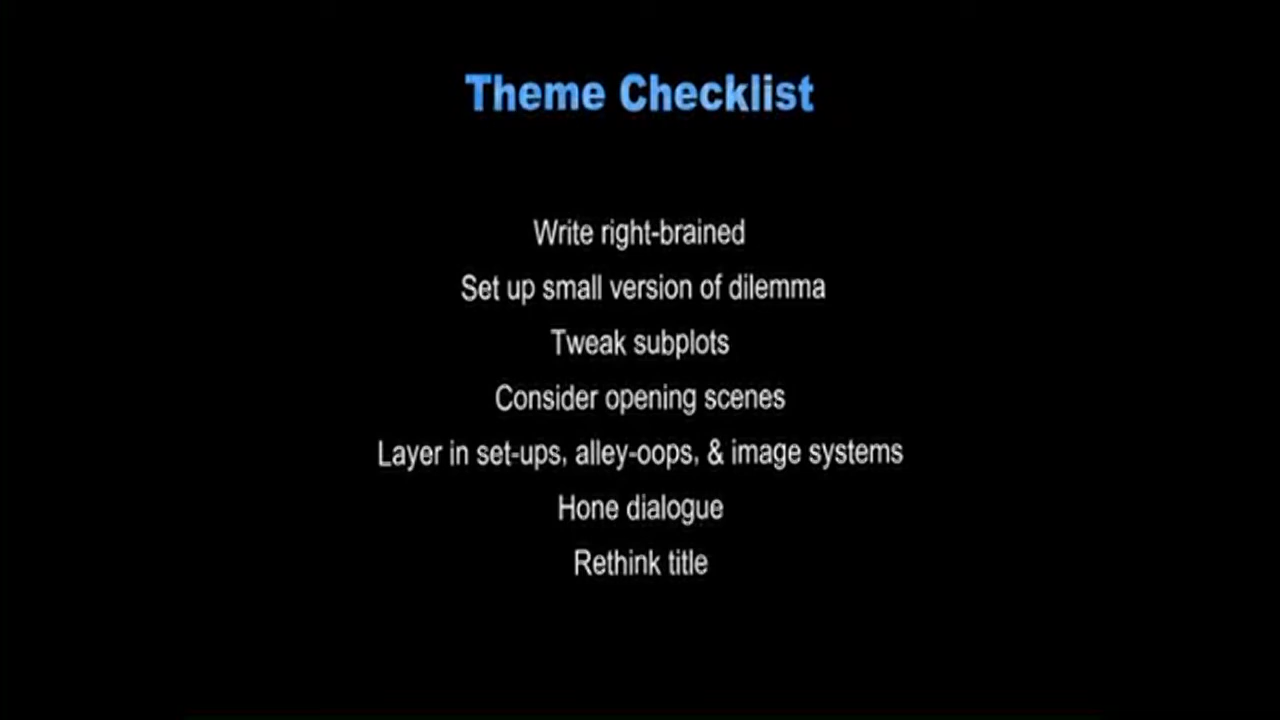 Theme Checklist
Write right-brained
Set up small version of dilemma
Tweak subplots
Consider opening scenes
Layer in set-ups, alley-oops, & image systems
Hone dialogue
Rethink title